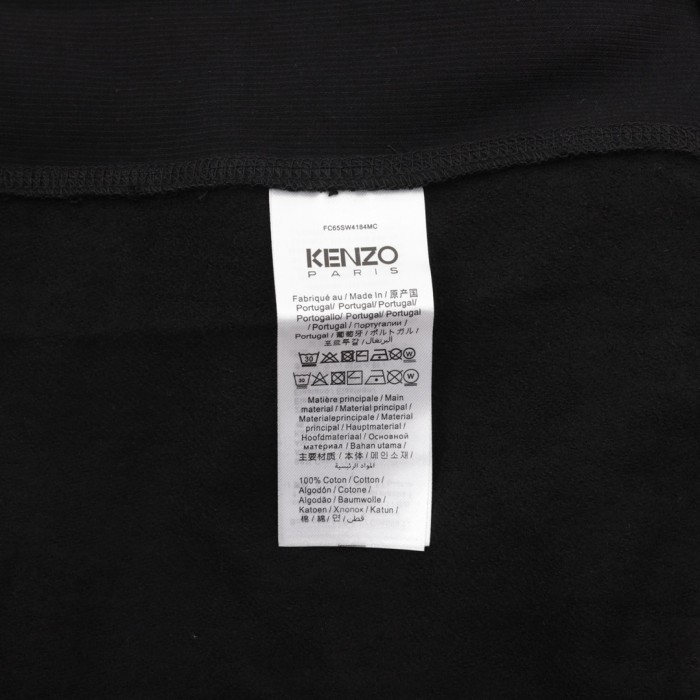 FC65SW4184MC
KENZO
PARIS
Fabriqué au / Made in / 原产国
Portugal/ Portugal/ Portugal/
Portogallo/ Portugal/ Portugal
/ Portugal / Португалии /
Portugal / 葡萄牙 / ポルトガル /
포르투갈 / البرتغال
30 W
30 W
Matière principale / Main
material / Material principal /
Materialeprincipale / Material
principal / Hauptmaterial /
Hoofdmateriaal / Основной
материал / Bahan utama /
主要材质 / 本体 / 메인 소재 /
المواد الرئيسية
100% Coton / Cotton /
Algodón / Cotone /
Algodão / Baumwolle /
Katoen / Хлопок / Katun /
棉 / 綿 / 면 / قطن